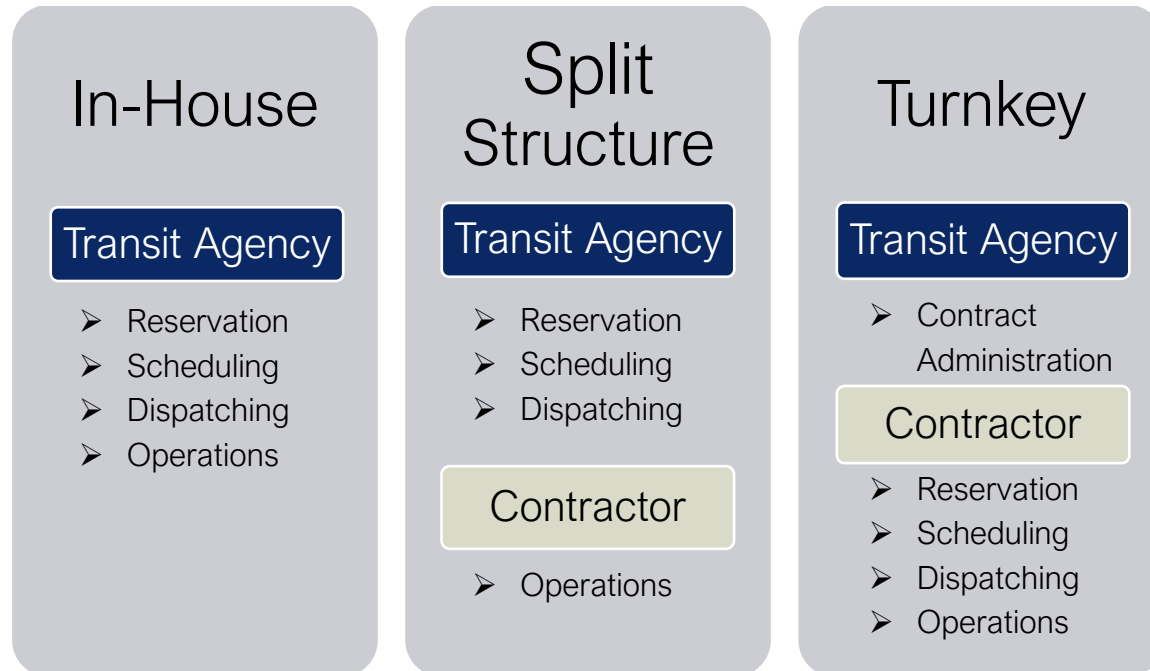 In-House
Transit Agency
➢ Reservation
➢ Scheduling
➢ Dispatching
➢ Operations
Split
Structure
Transit Agency
➢ Reservation
➢ Scheduling
➢ Dispatching
Contractor
➢ Operations
Turnkey
Transit Agency
➢ Contract
Administration
Contractor
➢ Reservation
➢ Scheduling
➢ Dispatching
➢ Operations